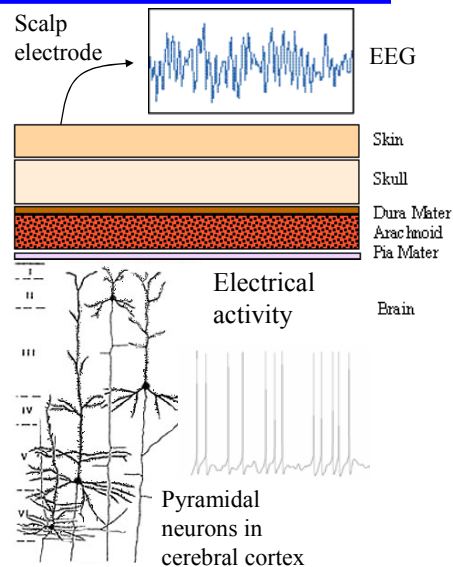 Scalp
electrode
EEG
Skin
Skull
Dura Mater
Arachnoid
Pia Mater
I
II
III
IV
V
VI
Electrical
activity
Brain
Pyramidal
neurons in
cerebral cortex